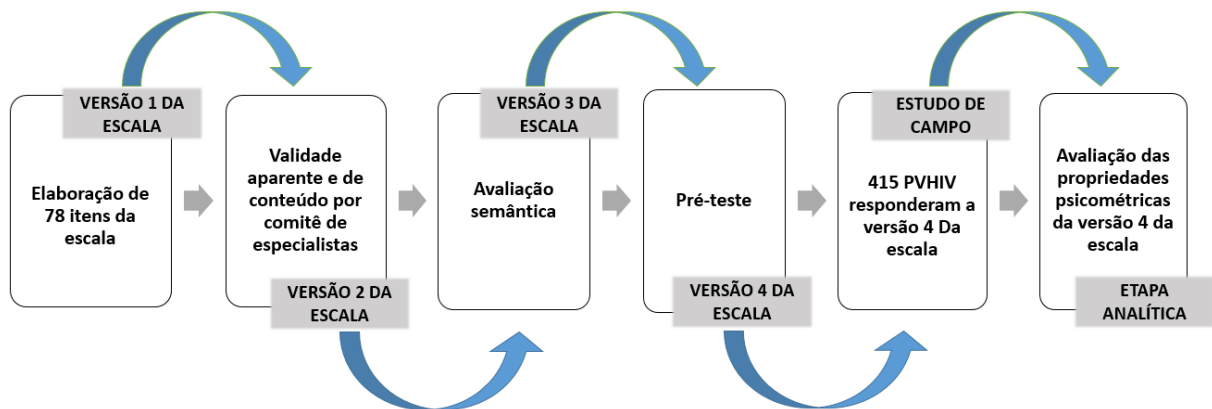 VERSÃO 1 DA
ESCALA
Elaboração de
78 itens da
escala
Validade
aparente e de
conteúdo por
comitê de
especialistas
VERSÃO 2 DA
ESCALA
VERSÃO 3 DA
ESCALA
Avaliação
semântica
Pré-teste
VERSÃO 4 DA
ESCALA
ESTUDO DE
CAMPO
415 PVHIV
responderam a
versão 4 Da
escala
Avaliação das
propriedades
psicométricas
da versão 4 da
escala
ETAPA
ANALÍTICA